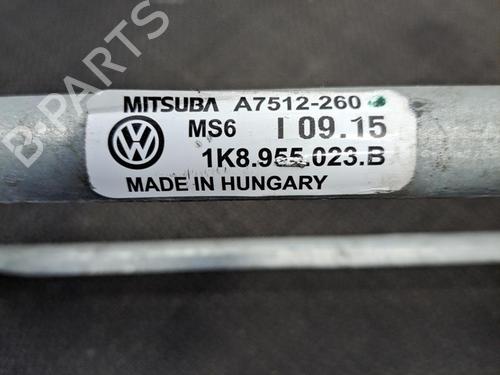 MITSUBA A7512-260
MS6 I 09.15
1K8.955.023.B
MADE IN HUNGARY
B-PARTS